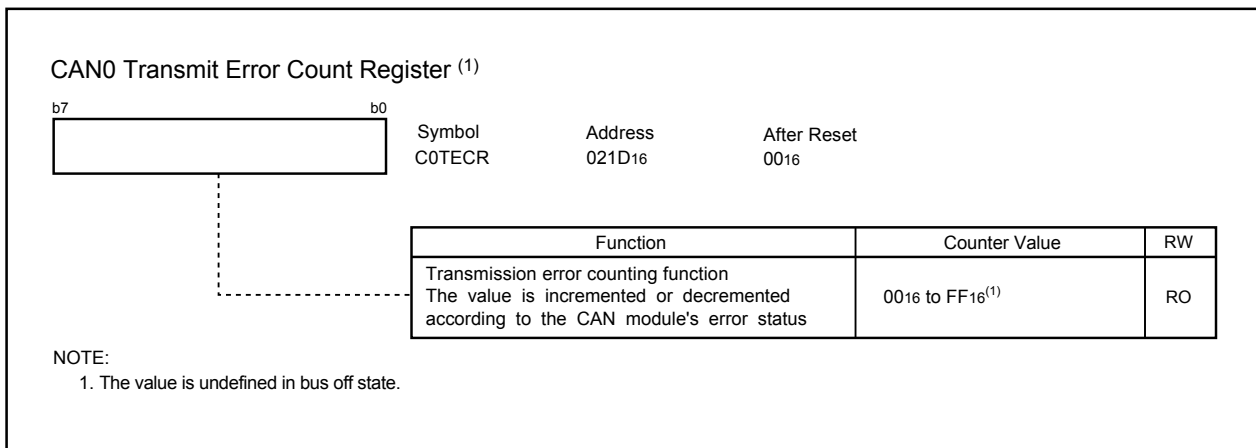 CAN0 Transmit Error Count Register (1)
b7 b0
Symbol Address After Reset
C0TECR 021D16 0016
Function Counter Value RW
Transmission error counting function
The value is incremented or decremented
according to the CAN module's error status
0016 to FF16(1) RO
NOTE:
1. The value is undefined in bus off state.